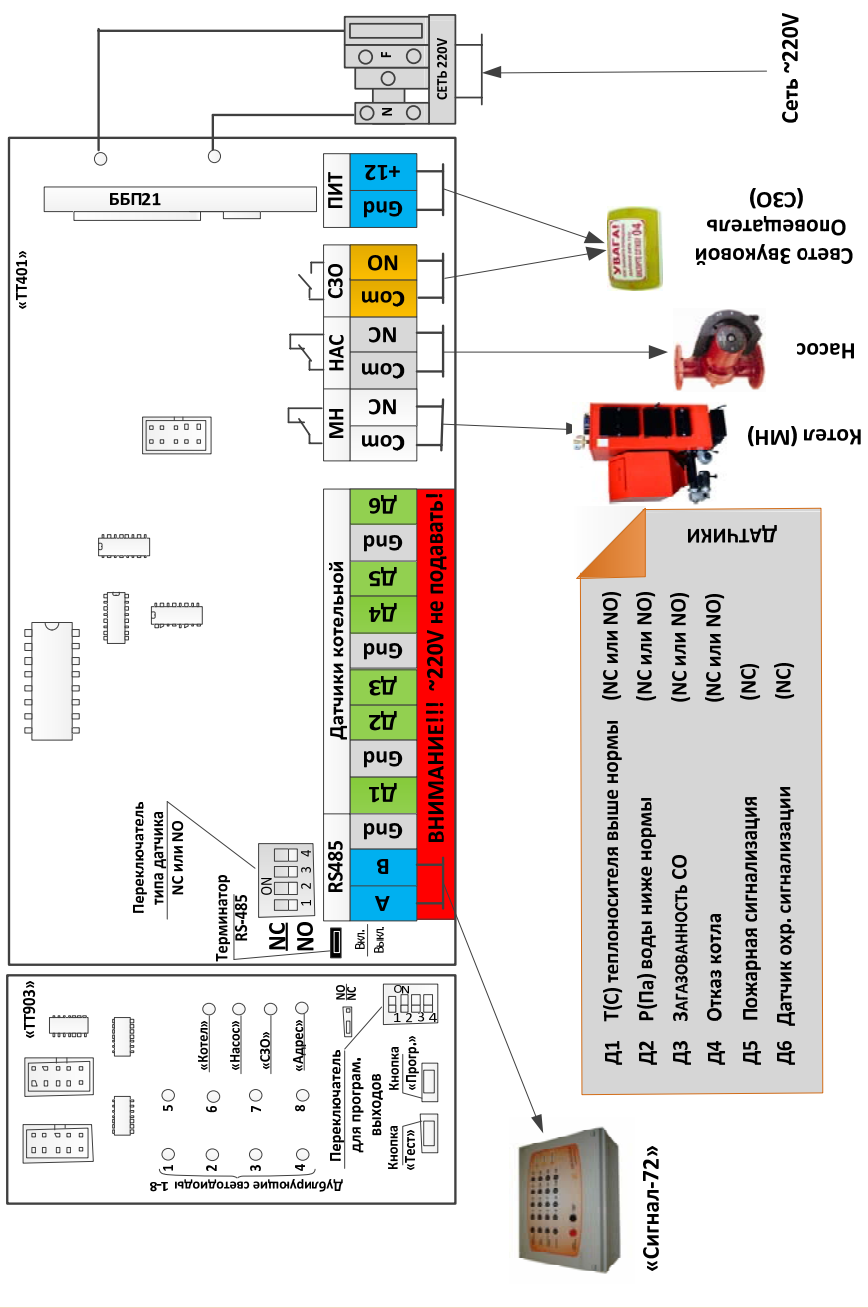 «ТТ401»
ББП21
F
N
СЕТЬ 220V
Сеть ~220V
ПИТ
+12
Gnd
СЗО
NO
Com
НАС
NC
Com
МН
NC
Com
Свето Звуковой
Оповещатель
(СЗО)
УВАГА!
04
Насос
Котел (МН)
Датчики котельной
Д6
Gnd
Д5
Д4
Gnd
Д3
Д2
Gnd
Д1
Gnd
RS485
B
A
ВНИМАНИЕ!!! ~220V не подавать!
Переключатель
типа датчика
NC или NO
ON
1 2 3 4
NC
NO
Терминатор
RS-485
Вкл.
Выкл.
«ТТ903»
«Котел»
«Насос»
«СЗО»
«Адрес»
1
2
3
4
5
6
7
8
Дублирующие светодиоды 1-8
Переключатель
для програм.
выходов
NO
NC
ON
1 2 3 4
Кнопка
«Прогр.»
Кнопка
«Тест»
«Сигнал-72»
ДАТЧИКИ
Д1 Т(С) теплоносителя выше нормы (NC или NO)
Д2 Р(Па) воды ниже нормы (NC или NO)
Д3 ЗАГАЗОВАННОСТЬ СО (NC или NO)
Д4 Отказ котла (NC или NO)
Д5 Пожарная сигнализация (NC)
Д6 Датчик охр. сигнализации (NC)